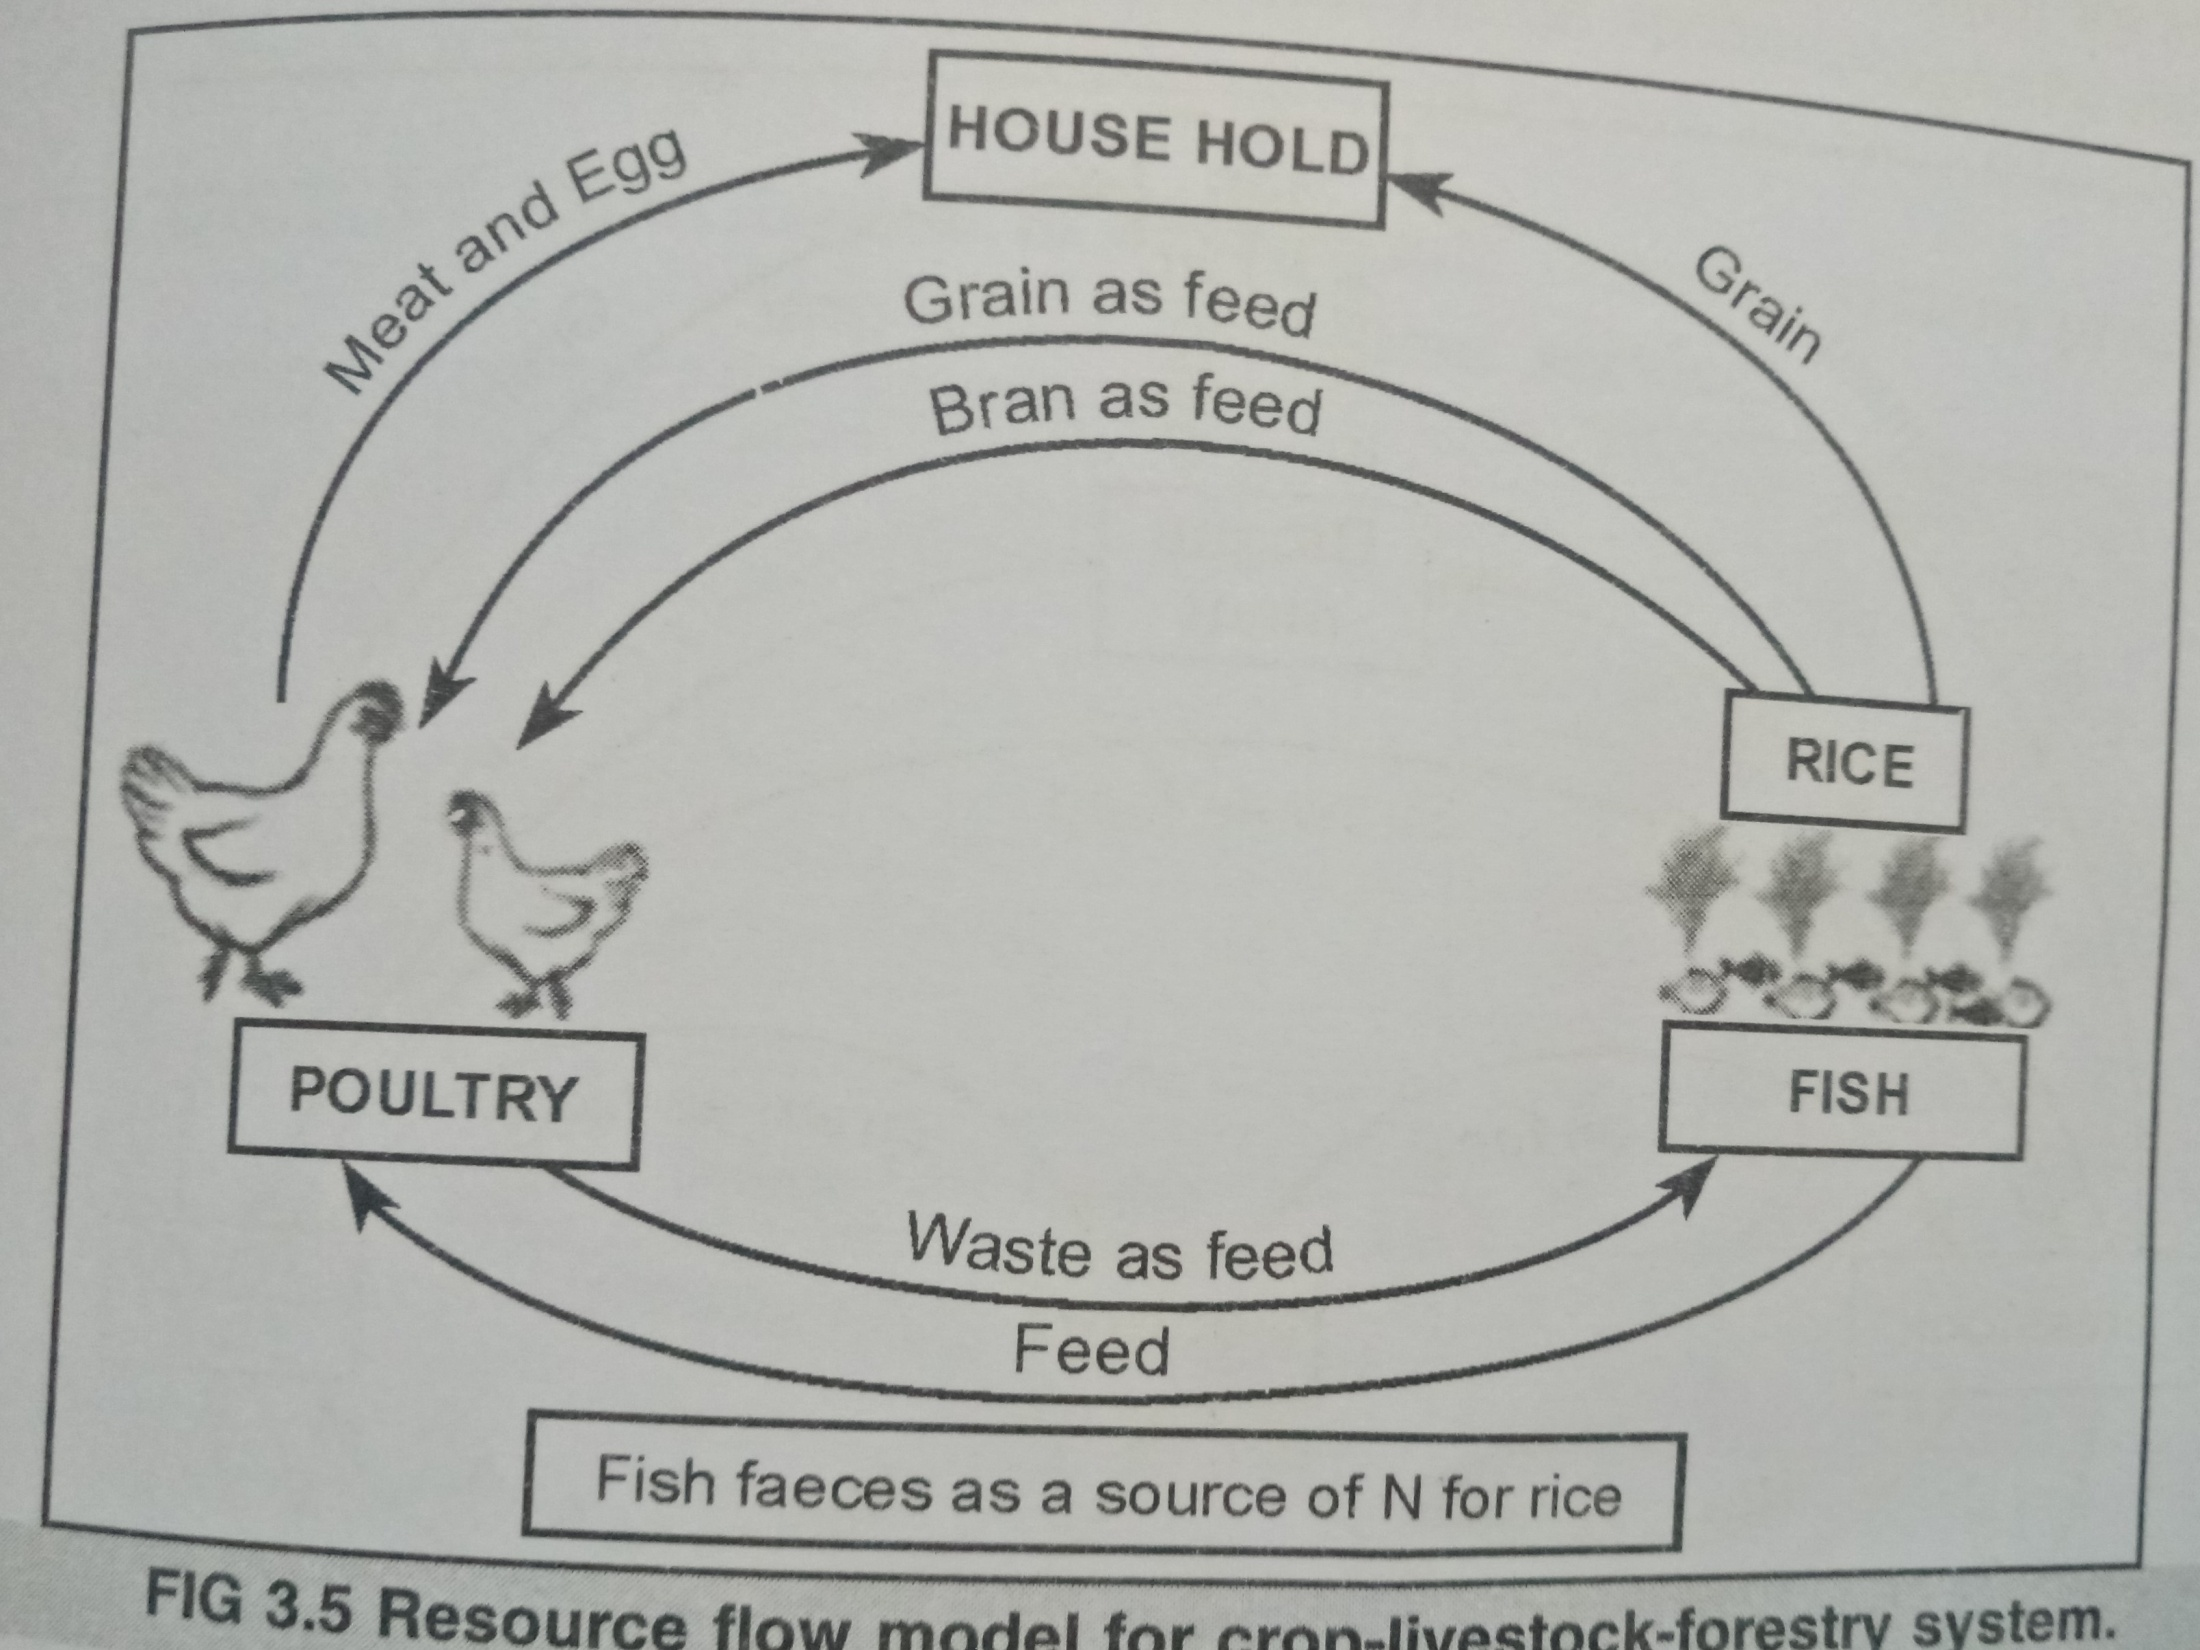 HOUSE HOLD
Meat and Egg
Grain
Grain as feed
Bran as feed
RICE
POULTRY
FISH
Waste as feed
Feed
Fish faeces as a source of N for rice
FIG 3.5 Resource flow model for crop-livestock-forestry system.